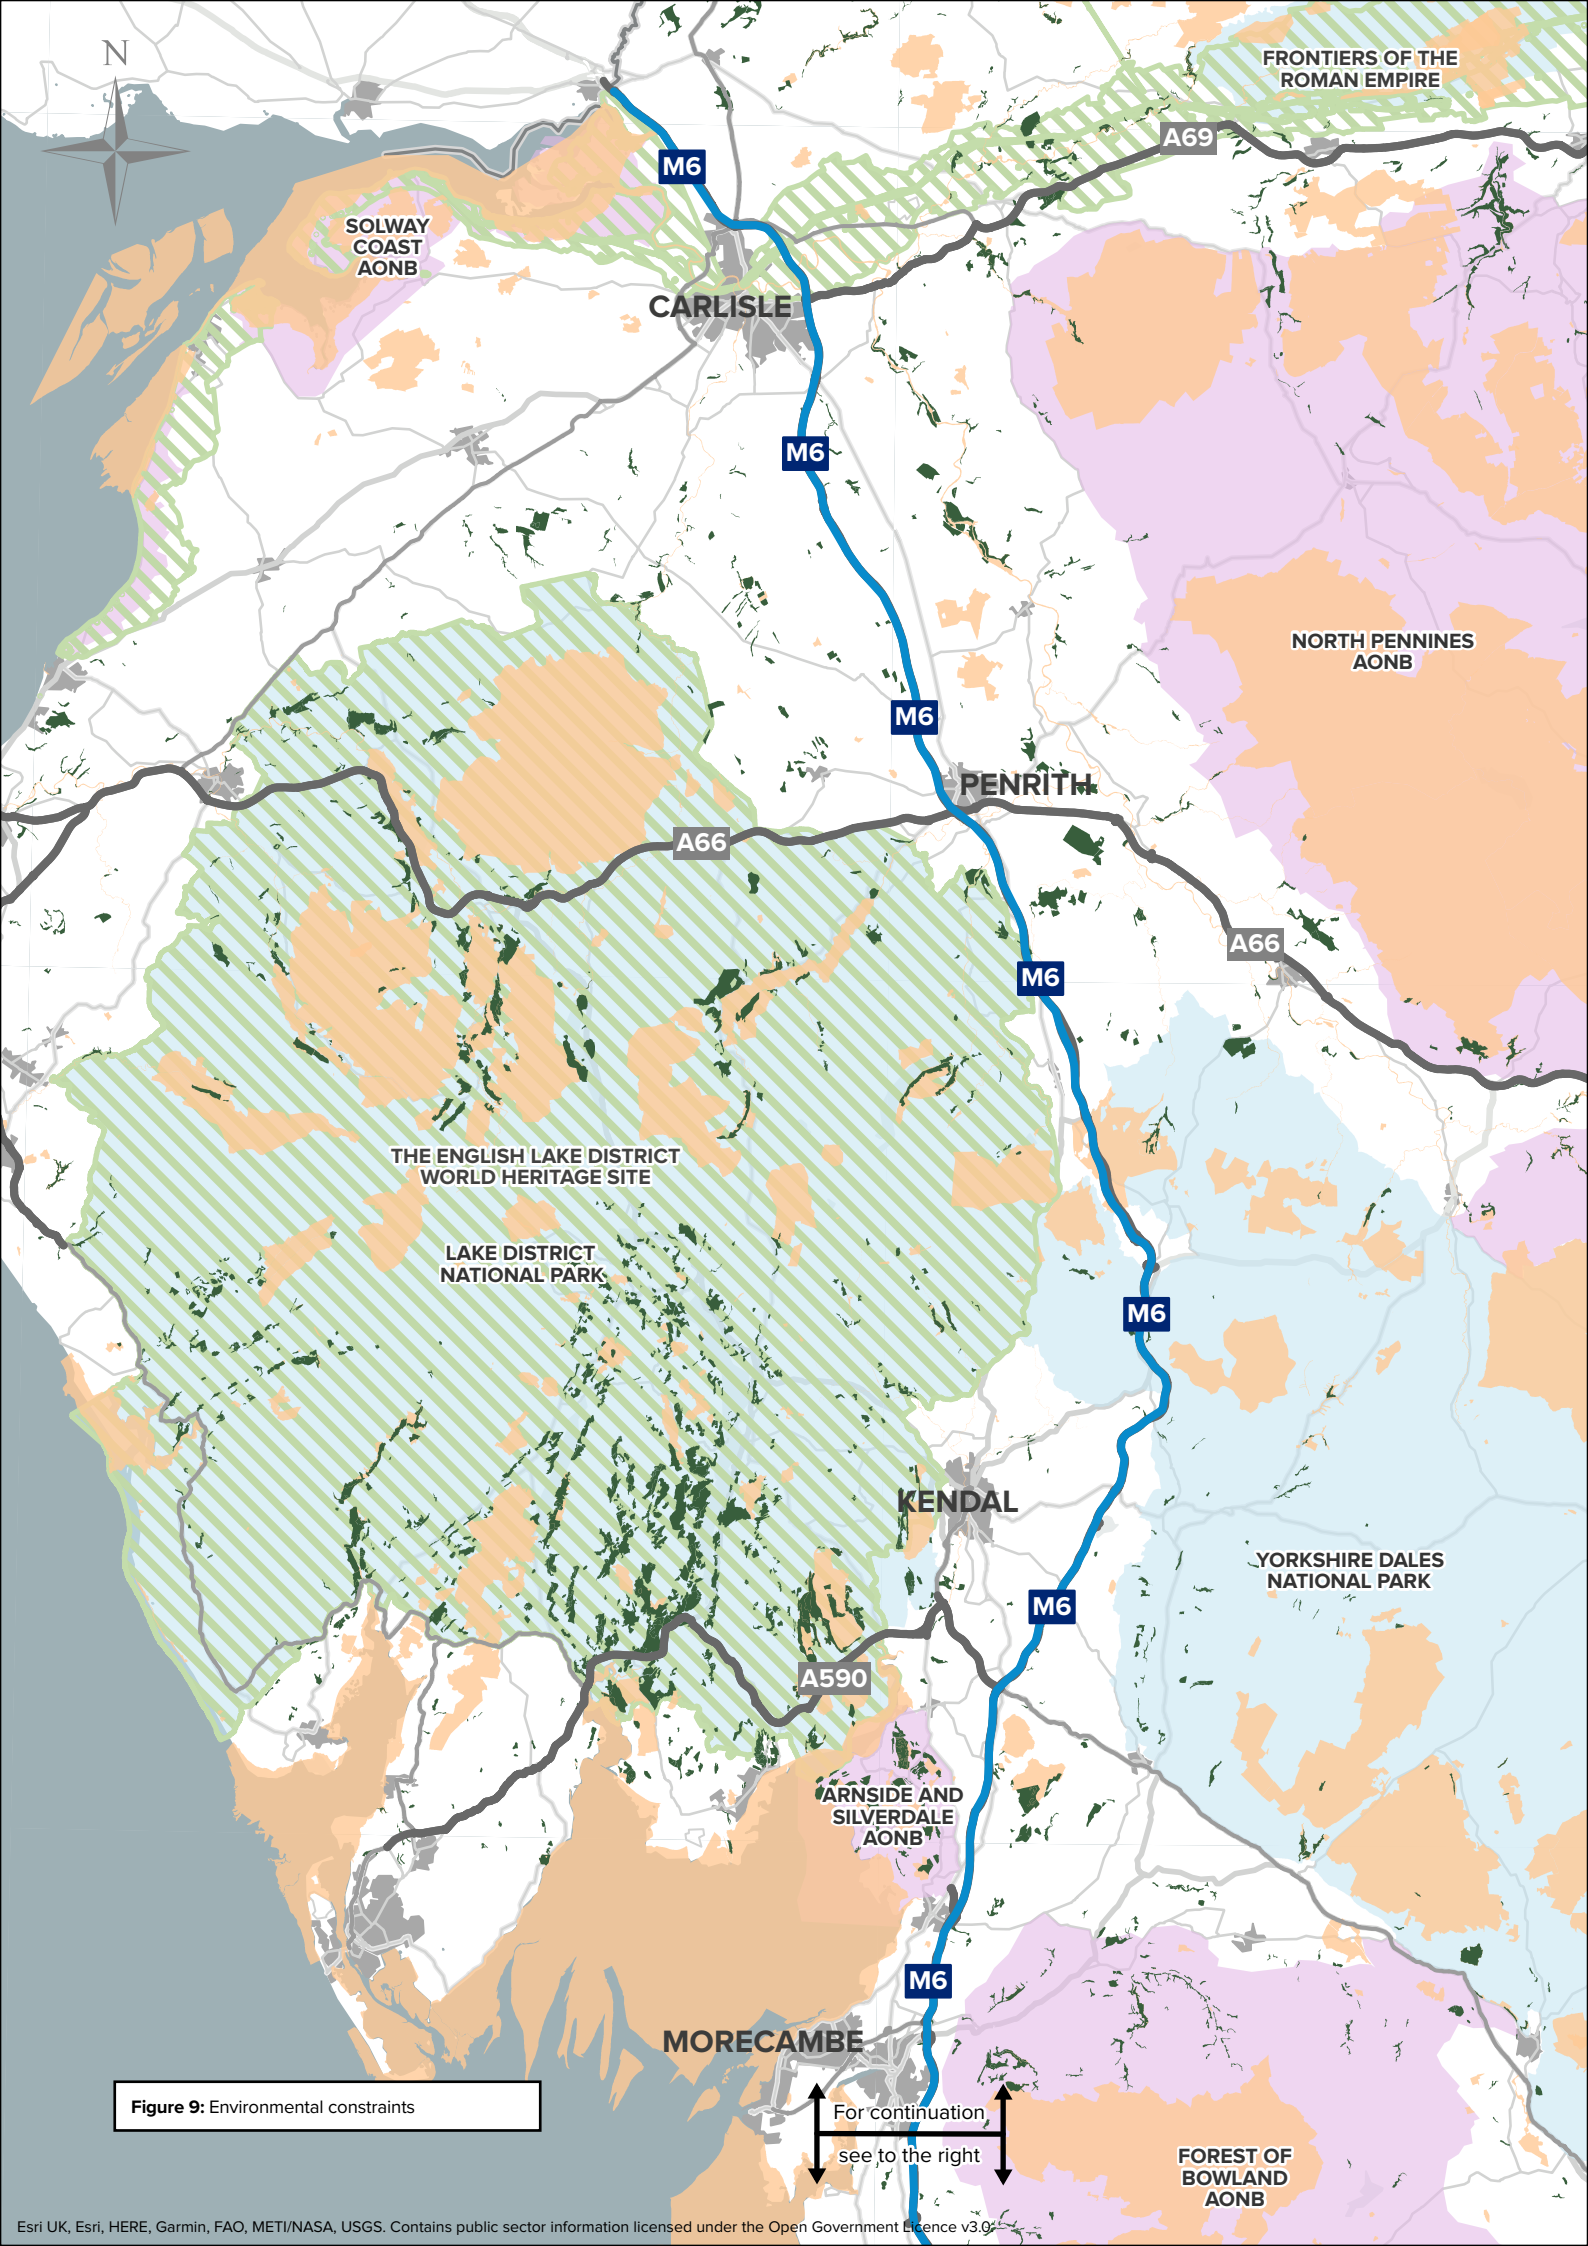 N
FRONTIERS OF THE
ROMAN EMPIRE
A69
M6
SOLWAY
COAST
AONB
CARLISLE
M6
NORTH PENNINES
AONB
M6
PENRITH
A66
A66
M6
THE ENGLISH LAKE DISTRICT
WORLD HERITAGE SITE
LAKE DISTRICT
NATIONAL PARK
M6
KENDAL
YORKSHIRE DALES
NATIONAL PARK
M6
A590
ARNSIDE AND
SILVERDALE
AONB
M6
MORECAMBE
Figure 9: Environmental constraints
For continuation
see to the right
FOREST OF
BOWLAND
AONB
Esri UK, Esri, HERE, Garmin, FAO, METI/NASA, USGS. Contains public sector information licensed under the Open Government Licence v3.0.